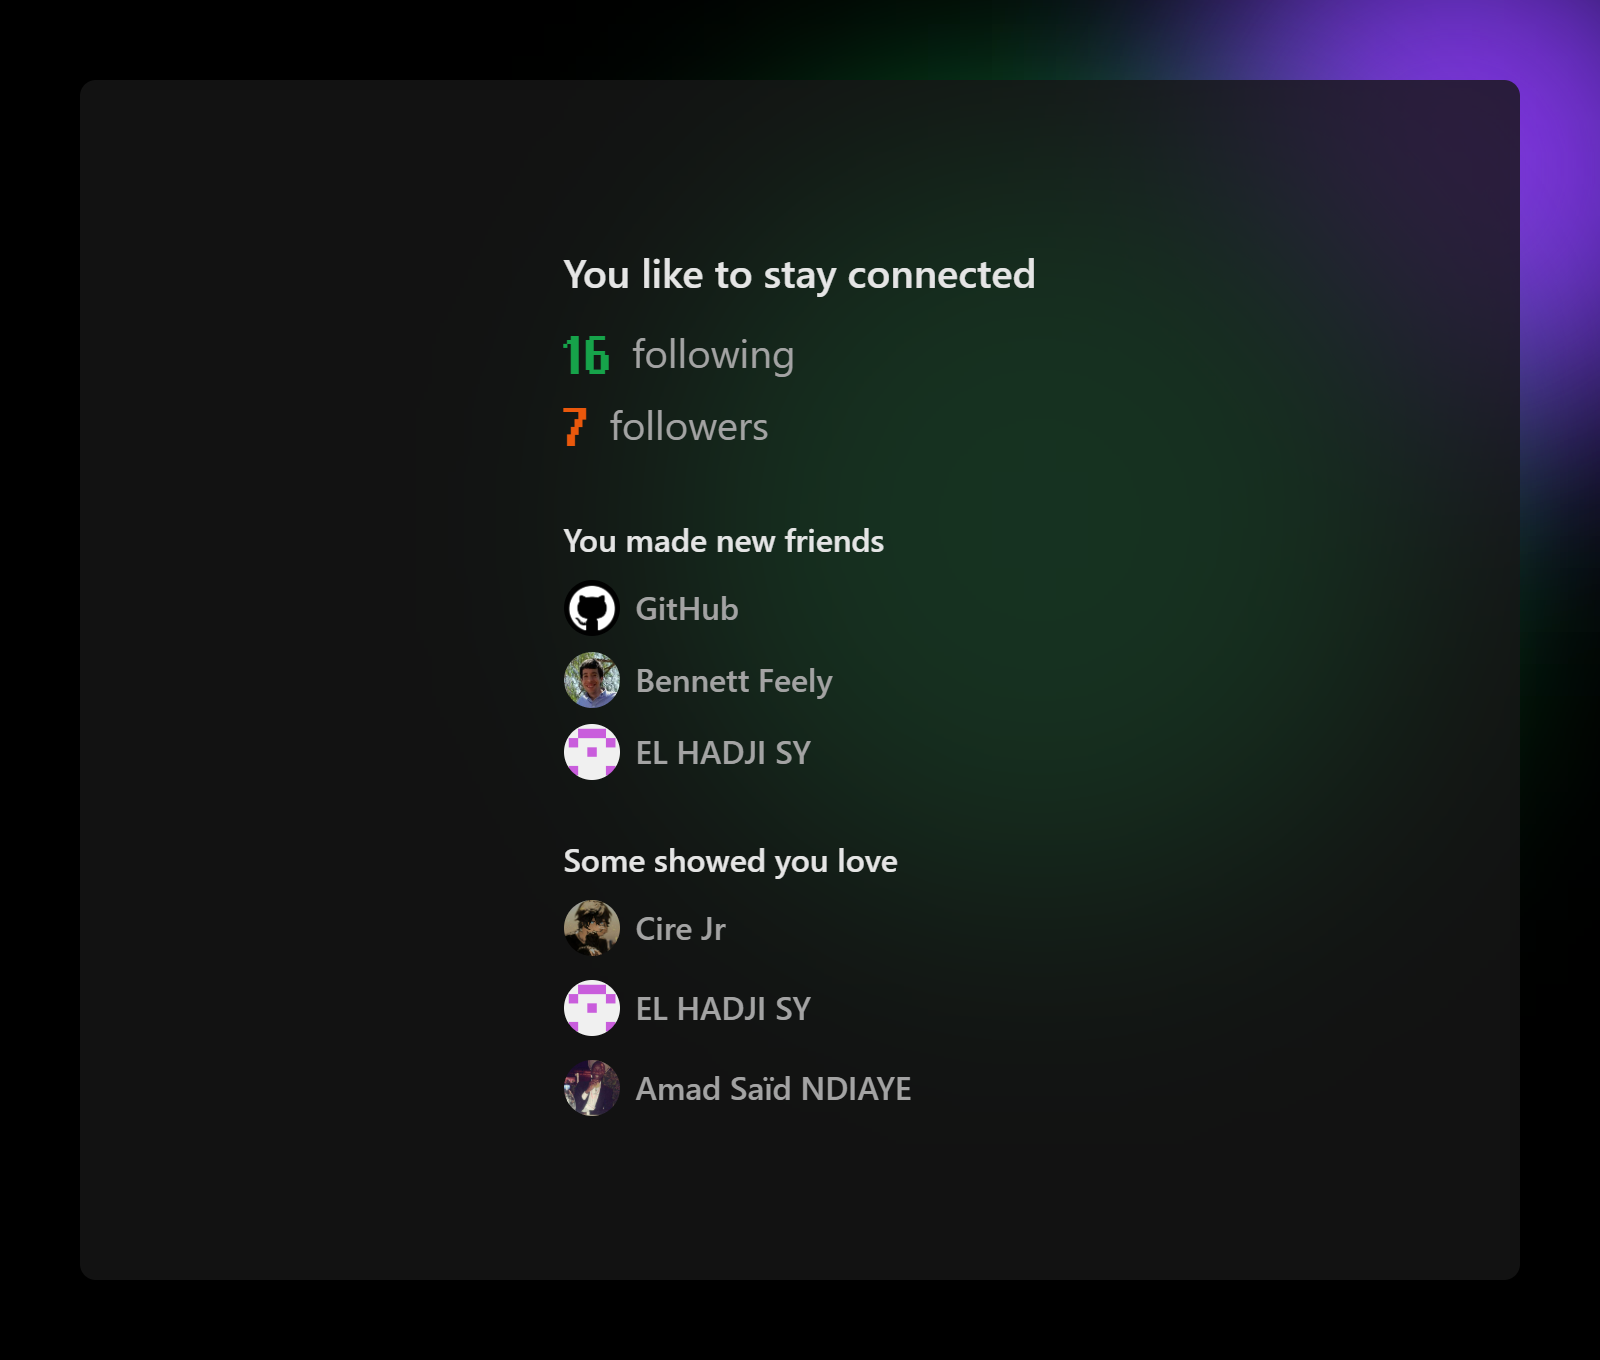 You like to stay connected
16 following
7 followers
You made new friends
GitHub
Bennett Feely
EL HADJI SY
Some showed you love
Cire Jr
EL HADJI SY
Amad Saïd NDIAYE